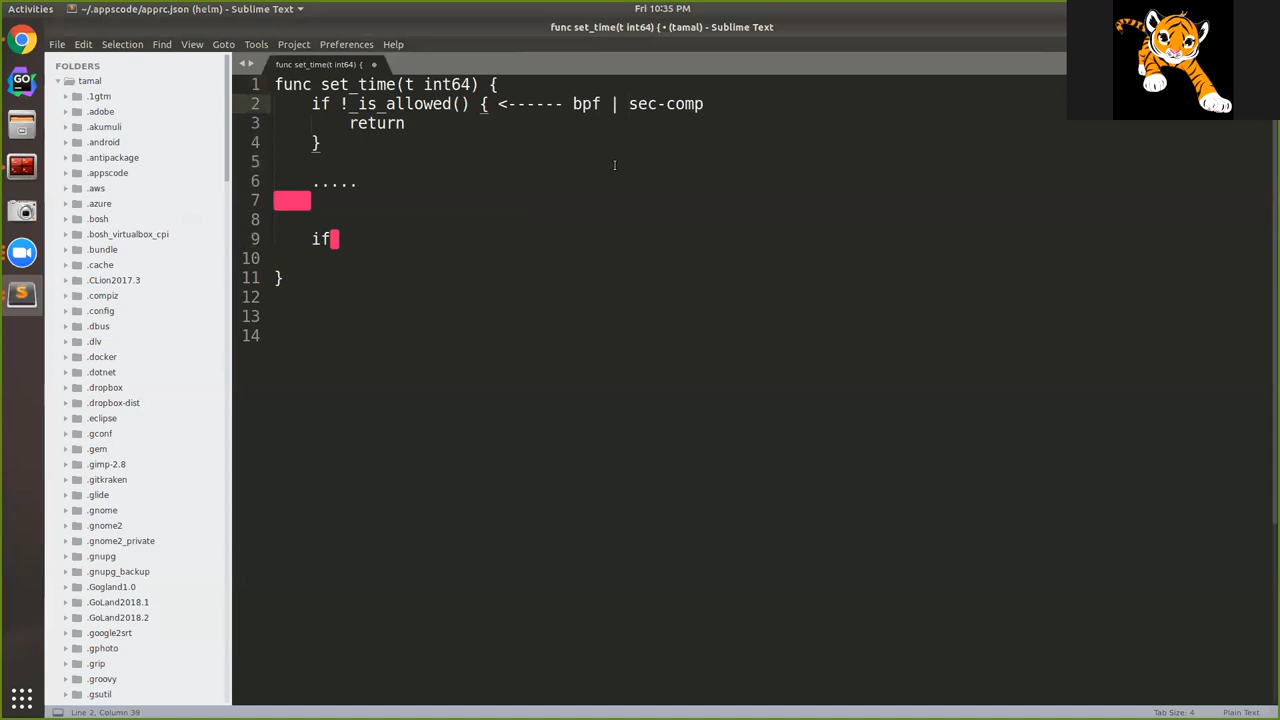 Activities
~/.appscode/apprc.json (helm) - Sublime Text
Fri 10:35 PM
func set_time(t int64) { • (tamal) - Sublime Text
File Edit Selection Find View Goto Tools Project Preferences Help
FOLDERS
tamal
.1gtm
.adobe
.akumuli
.android
.antipackage
.appscode
.aws
.azure
.bosh
.bosh_virtualbox_cpi
.bundle
.cache
.CLion2017.3
.compiz
.config
.dbus
.dlv
.docker
.dotnet
.dropbox
.dropbox-dist
.eclipse
.gconf
.gem
.gimp-2.8
.gitkraken
.glide
.gnome
.gnome2
.gnome2_private
.gnupg
.gnupg_backup
.Gogland1.0
.GoLand2018.1
.GoLand2018.2
.google2srt
.gphoto
.grip
.groovy
.gsutil
func set_time(t int64) {
1 func set_time(t int64) {
2 if !_is_allowed() { <------ bpf | sec-comp
3 return
4 }
5
6 .....
7
8
9 if
10
11 }
12
13
14
GO
S
Line 2, Column 39
Tab Size: 4
Plain Text